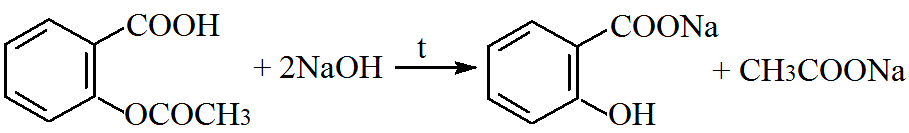 COOH
OCOCH3
+ 2NaOH
t
COONa
OH
+ CH3COONa